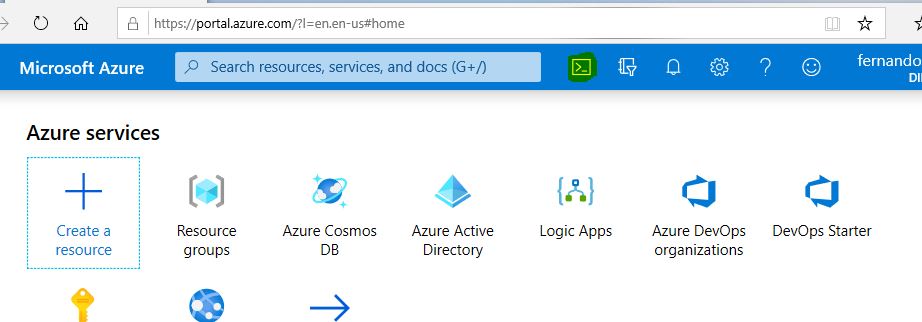 https://portal.azure.com/?l=en.en-us#home
Microsoft Azure
Search resources, services, and docs (G+/)
fernando
Azure services
Create a
resource
Resource
groups
Azure Cosmos
DB
Azure Active
Directory
Logic Apps
Azure DevOps
organizations
DevOps Starter